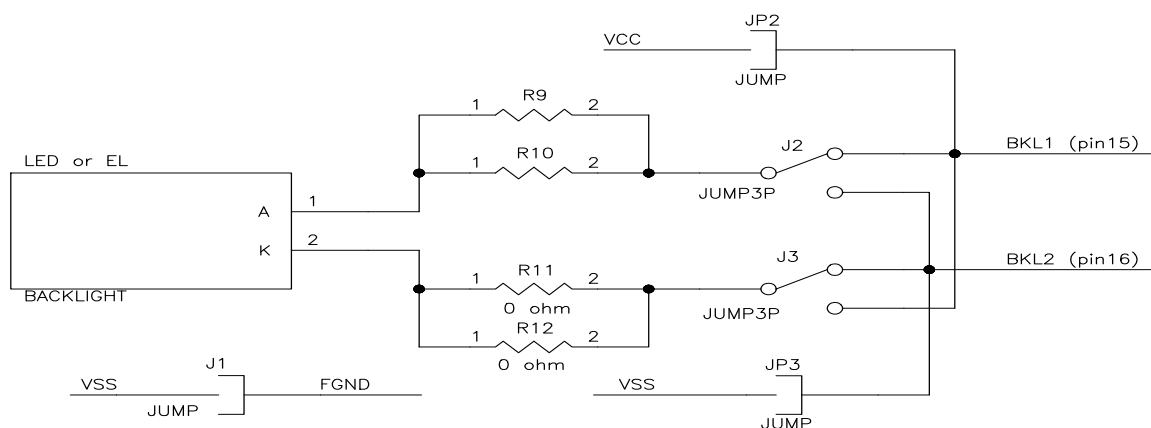 JP2
VCC
JUMP
1 R9 2
LED or EL
1 R10 2
J2
BKL1 (pin15)
JUMP3P
A 1
K 2
J3
BKL2 (pin16)
1 R11 2
BACKLIGHT
0 ohm
JUMP3P
1 R12 2
0 ohm
J1
JP3
VSS
FGND
VSS
JUMP
JUMP